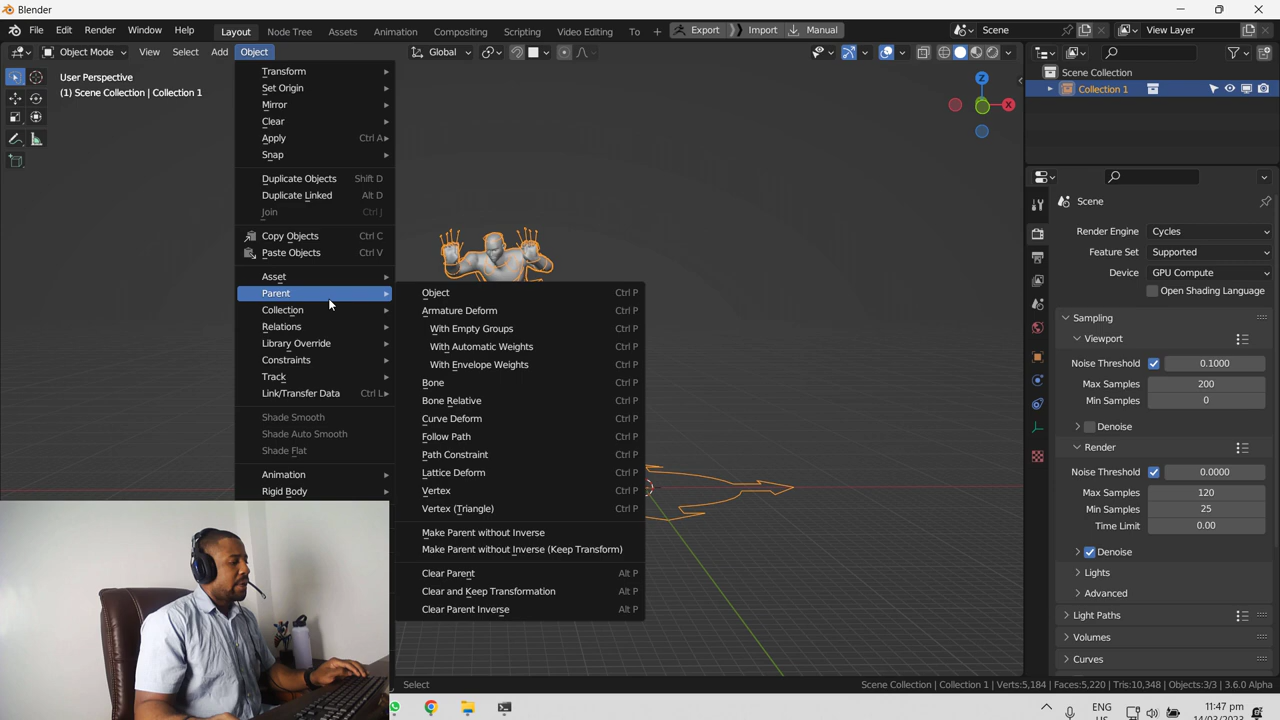 Blender
File Edit Render Window Help Layout Node Tree Assets Animation Compositing Scripting Video Editing To Export Import Manual Scene View Layer
Object Mode View Select Add Object Global
User Perspective
(1) Scene Collection | Collection 1
Transform
Set Origin
Mirror
Clear
Apply Ctrl A
Snap
Duplicate Objects Shift D
Duplicate Linked Alt D
Join Ctrl J
Copy Objects Ctrl C
Paste Objects Ctrl V
Asset
Parent
Collection
Relations
Library Override
Constraints
Track
Link/Transfer Data Ctrl L
Shade Smooth
Shade Auto Smooth
Shade Flat
Animation
Rigid Body
Object Ctrl P
Armature Deform Ctrl P
With Empty Groups Ctrl P
With Automatic Weights Ctrl P
With Envelope Weights Ctrl P
Bone Ctrl P
Bone Relative Ctrl P
Curve Deform Ctrl P
Follow Path Ctrl P
Path Constraint Ctrl P
Lattice Deform Ctrl P
Vertex Ctrl P
Vertex (Triangle) Ctrl P
Make Parent without Inverse
Make Parent without Inverse (Keep Transform)
Clear Parent Alt P
Clear and Keep Transformation Alt P
Clear Parent Inverse Alt P
Z
X
Scene Collection
Collection 1
Scene
Render Engine Cycles
Feature Set Supported
Device GPU Compute
Open Shading Language
Sampling
Viewport
Noise Threshold 0.1000
Max Samples 200
Min Samples 0
Denoise
Render
Noise Threshold 0.0000
Max Samples 120
Min Samples 25
Time Limit 0.00
Denoise
Lights
Advanced
Light Paths
Volumes
Curves
Select
Scene Collection | Collection 1 | Verts:5,184 | Faces:5,220 | Tris:10,348 | Objects:3/3 | 3.6.0 Alpha
ENG 11:47 pm